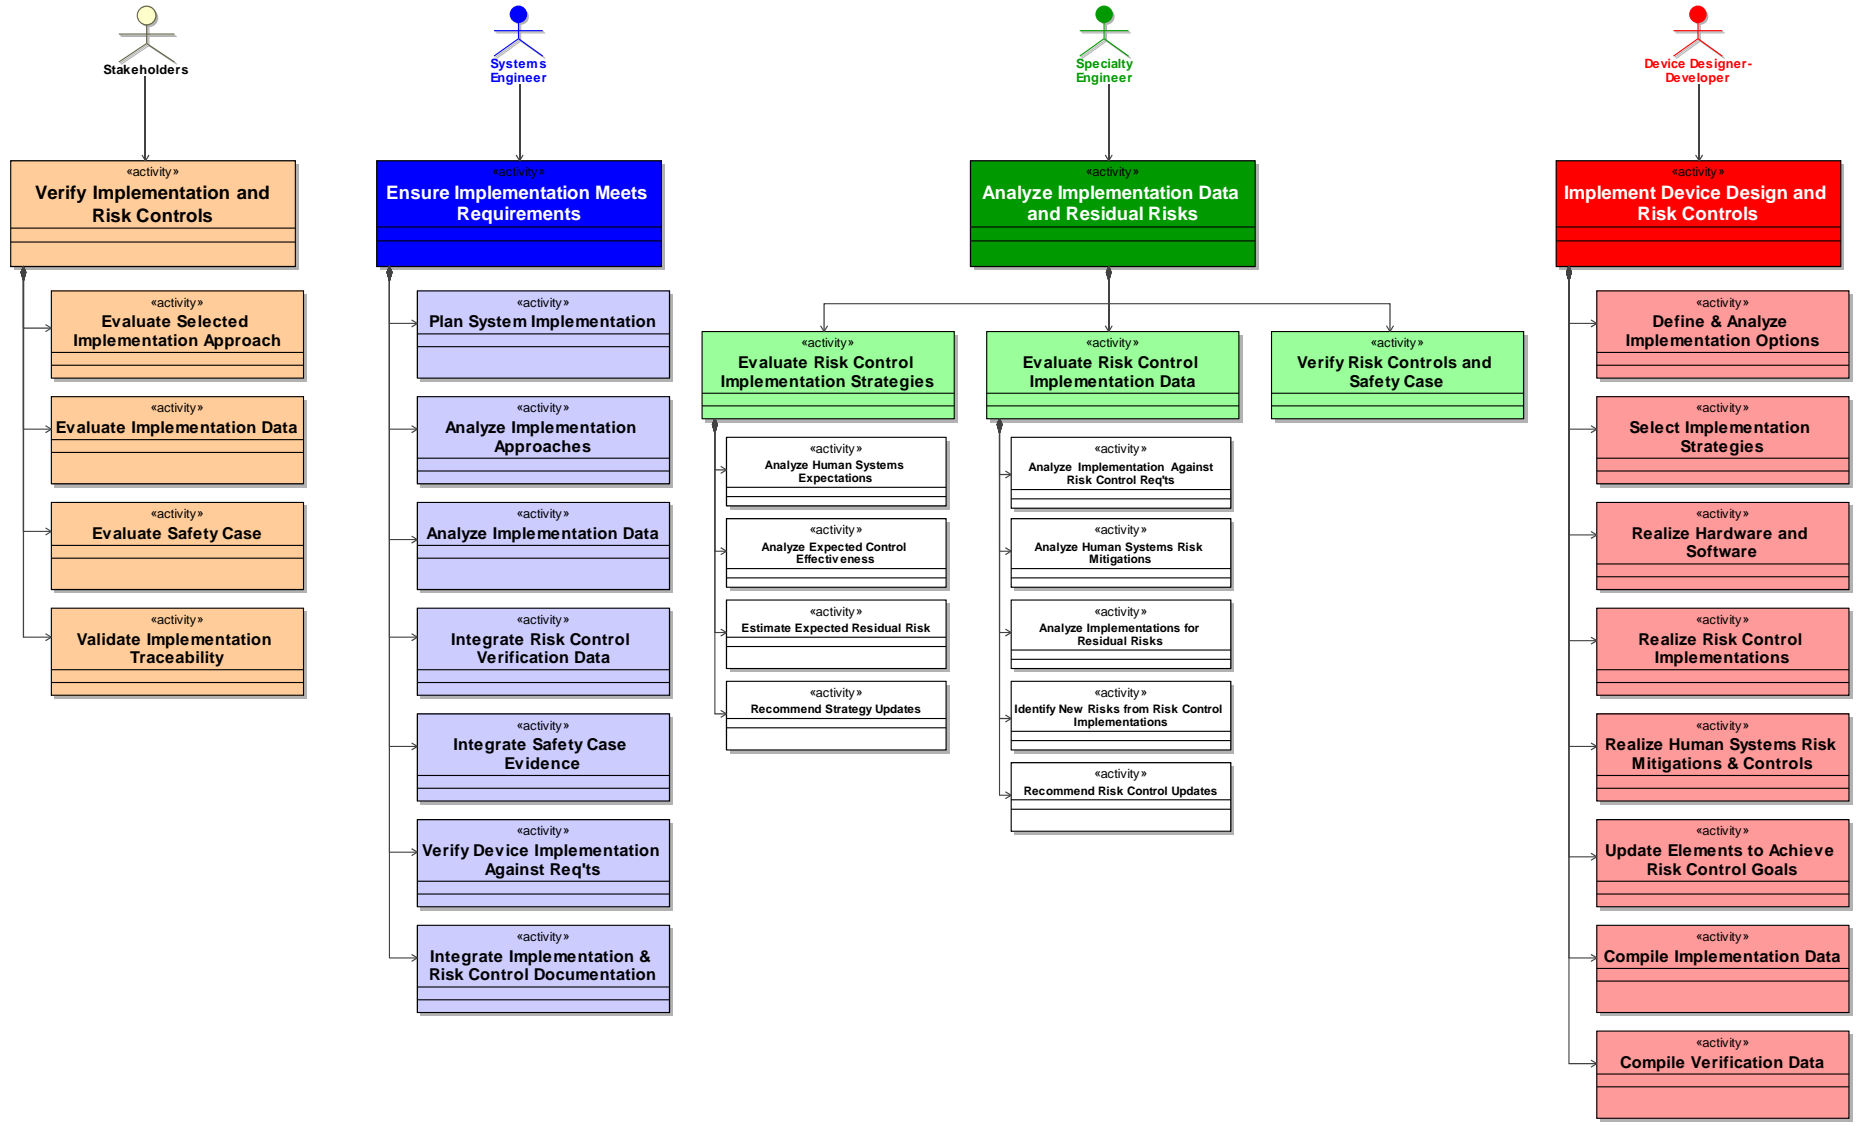 Stakeholders
Systems
Engineer
Specialty
Engineer
Device Designer-
Developer
«activity»
Verify Implementation and
Risk Controls
«activity»
Ensure Implementation Meets
Requirements
«activity»
Analyze Implementation Data
and Residual Risks
«activity»
Implement Device Design and
Risk Controls
«activity»
Evaluate Selected
Implementation Approach
«activity»
Evaluate Implementation Data
«activity»
Evaluate Safety Case
«activity»
Validate Implementation
Traceability
«activity»
Plan System Implementation
«activity»
Analyze Implementation
Approaches
«activity»
Analyze Implementation Data
«activity»
Integrate Risk Control
Verification Data
«activity»
Integrate Safety Case
Evidence
«activity»
Verify Device Implementation
Against Req'ts
«activity»
Integrate Implementation &
Risk Control Documentation
«activity»
Evaluate Risk Control
Implementation Strategies
«activity»
Analyze Human Systems
Expectations
«activity»
Analyze Expected Control
Effectiveness
«activity»
Estimate Expected Residual Risk
«activity»
Recommend Strategy Updates
«activity»
Evaluate Risk Control
Implementation Data
«activity»
Analyze Implementation Against
Risk Control Req'ts
«activity»
Analyze Human Systems Risk
Mitigations
«activity»
Analyze Implementations for
Residual Risks
«activity»
Identify New Risks from Risk Control
Implementations
«activity»
Recommend Risk Control Updates
«activity»
Verify Risk Controls and
Safety Case
«activity»
Define & Analyze
Implementation Options
«activity»
Select Implementation
Strategies
«activity»
Realize Hardware and
Software
«activity»
Realize Risk Control
Implementations
«activity»
Realize Human Systems Risk
Mitigations & Controls
«activity»
Update Elements to Achieve
Risk Control Goals
«activity»
Compile Implementation Data
«activity»
Compile Verification Data